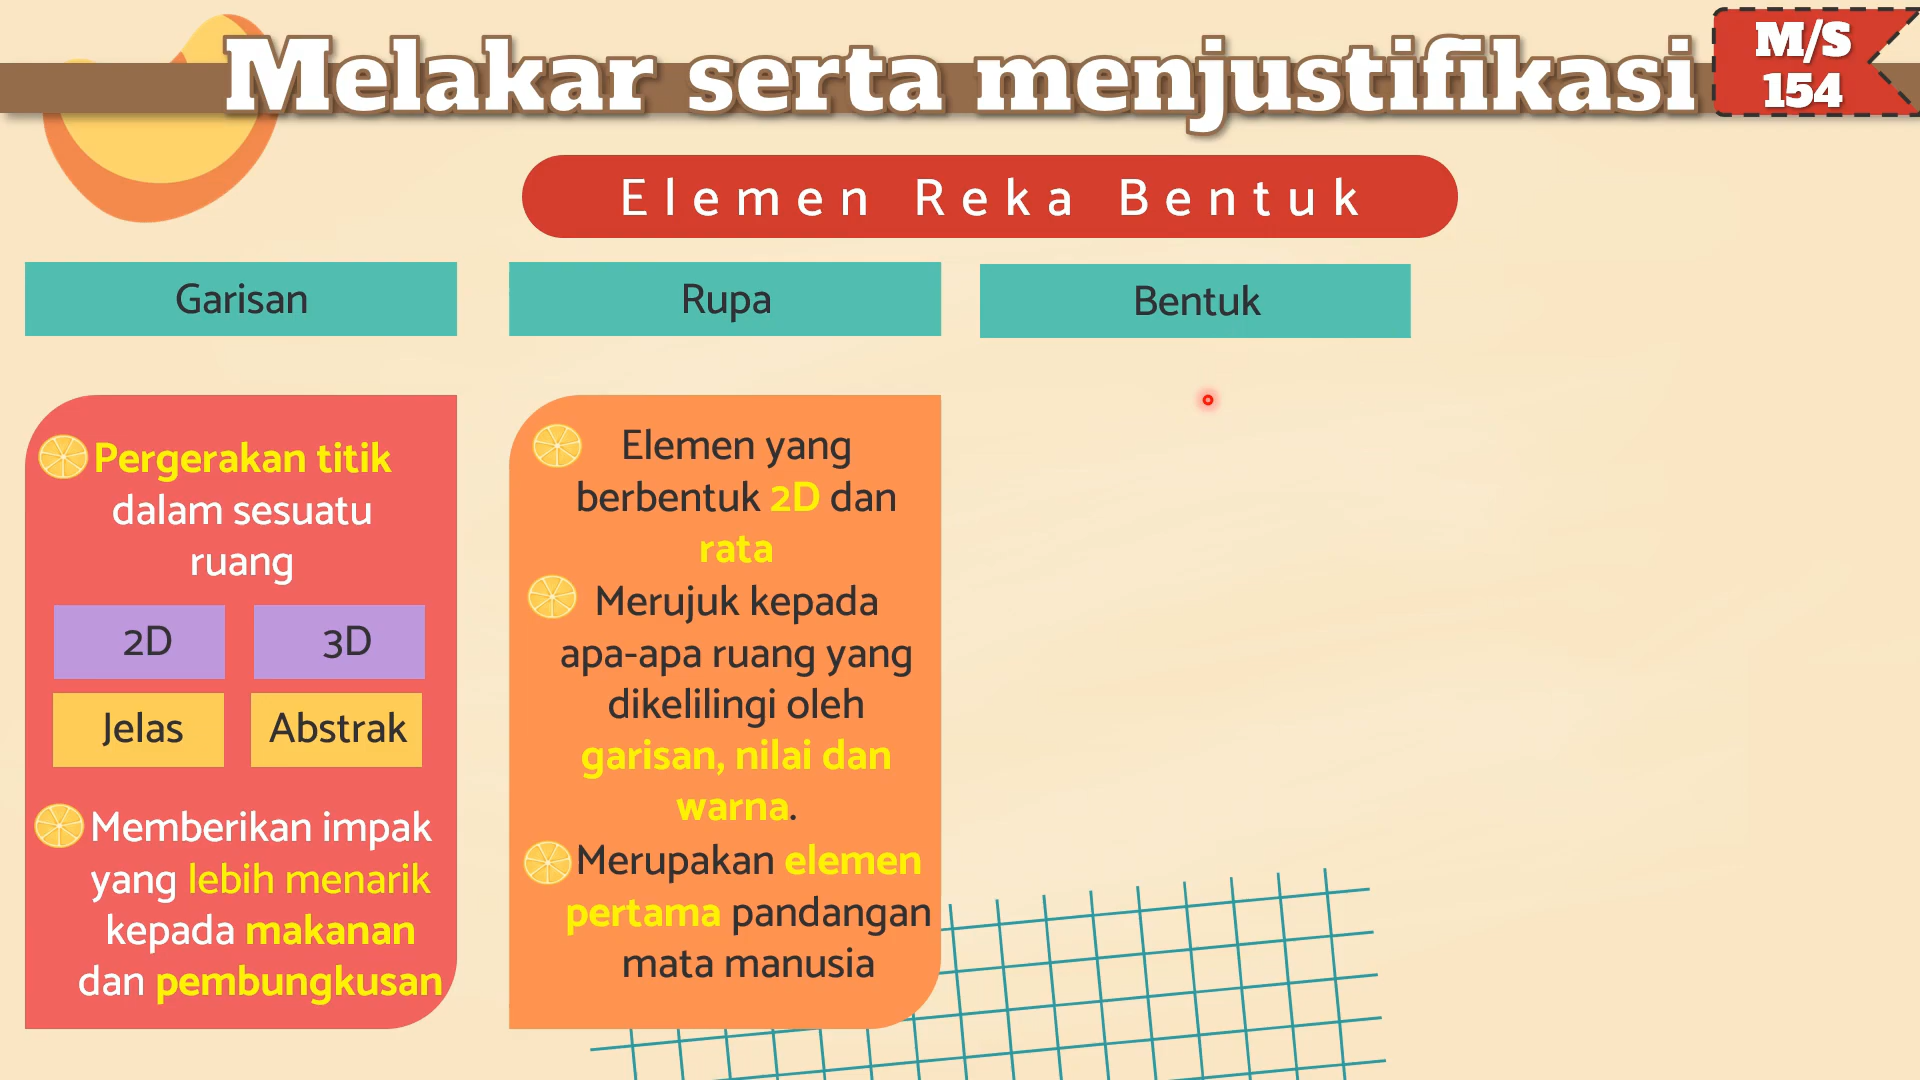 Melakar serta menjustifikasi
M/S
154
Elemen Reka Bentuk
Garisan
Pergerakan titik
dalam sesuatu
ruang
2D
3D
Jelas
Abstrak
Memberikan impak
yang lebih menarik
kepada makanan
dan pembungkusan
Rupa
Elemen yang
berbentuk 2D dan
rata
Merujuk kepada
apa-apa ruang yang
dikelilingi oleh
garisan, nilai dan
warna.
Merupakan elemen
pertama pandangan
mata manusia
Bentuk